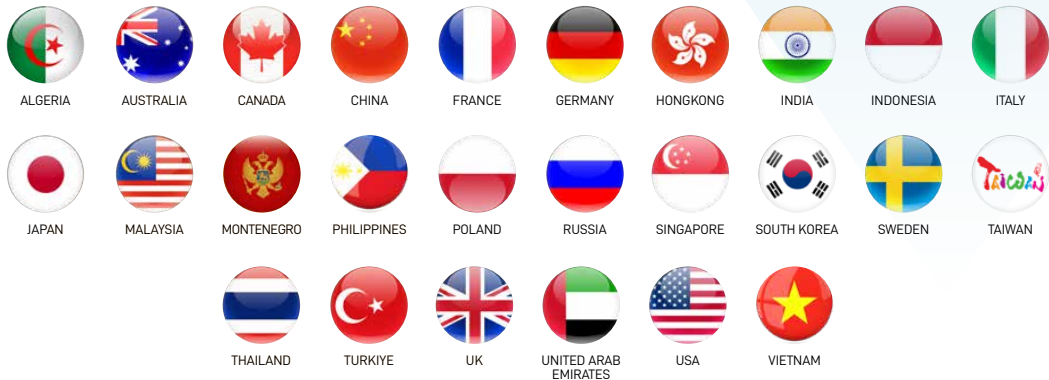 ALGERIA
AUSTRALIA
CANADA
CHINA
FRANCE
GERMANY
HONGKONG
INDIA
INDONESIA
ITALY
JAPAN
MALAYSIA
MONTENEGRO
PHILIPPINES
POLAND
RUSSIA
SINGAPORE
SOUTH KOREA
SWEDEN
TAIWAN
TAIWAN
THAILAND
TURKIYE
UK
UNITED ARAB
EMIRATES
USA
VIETNAM